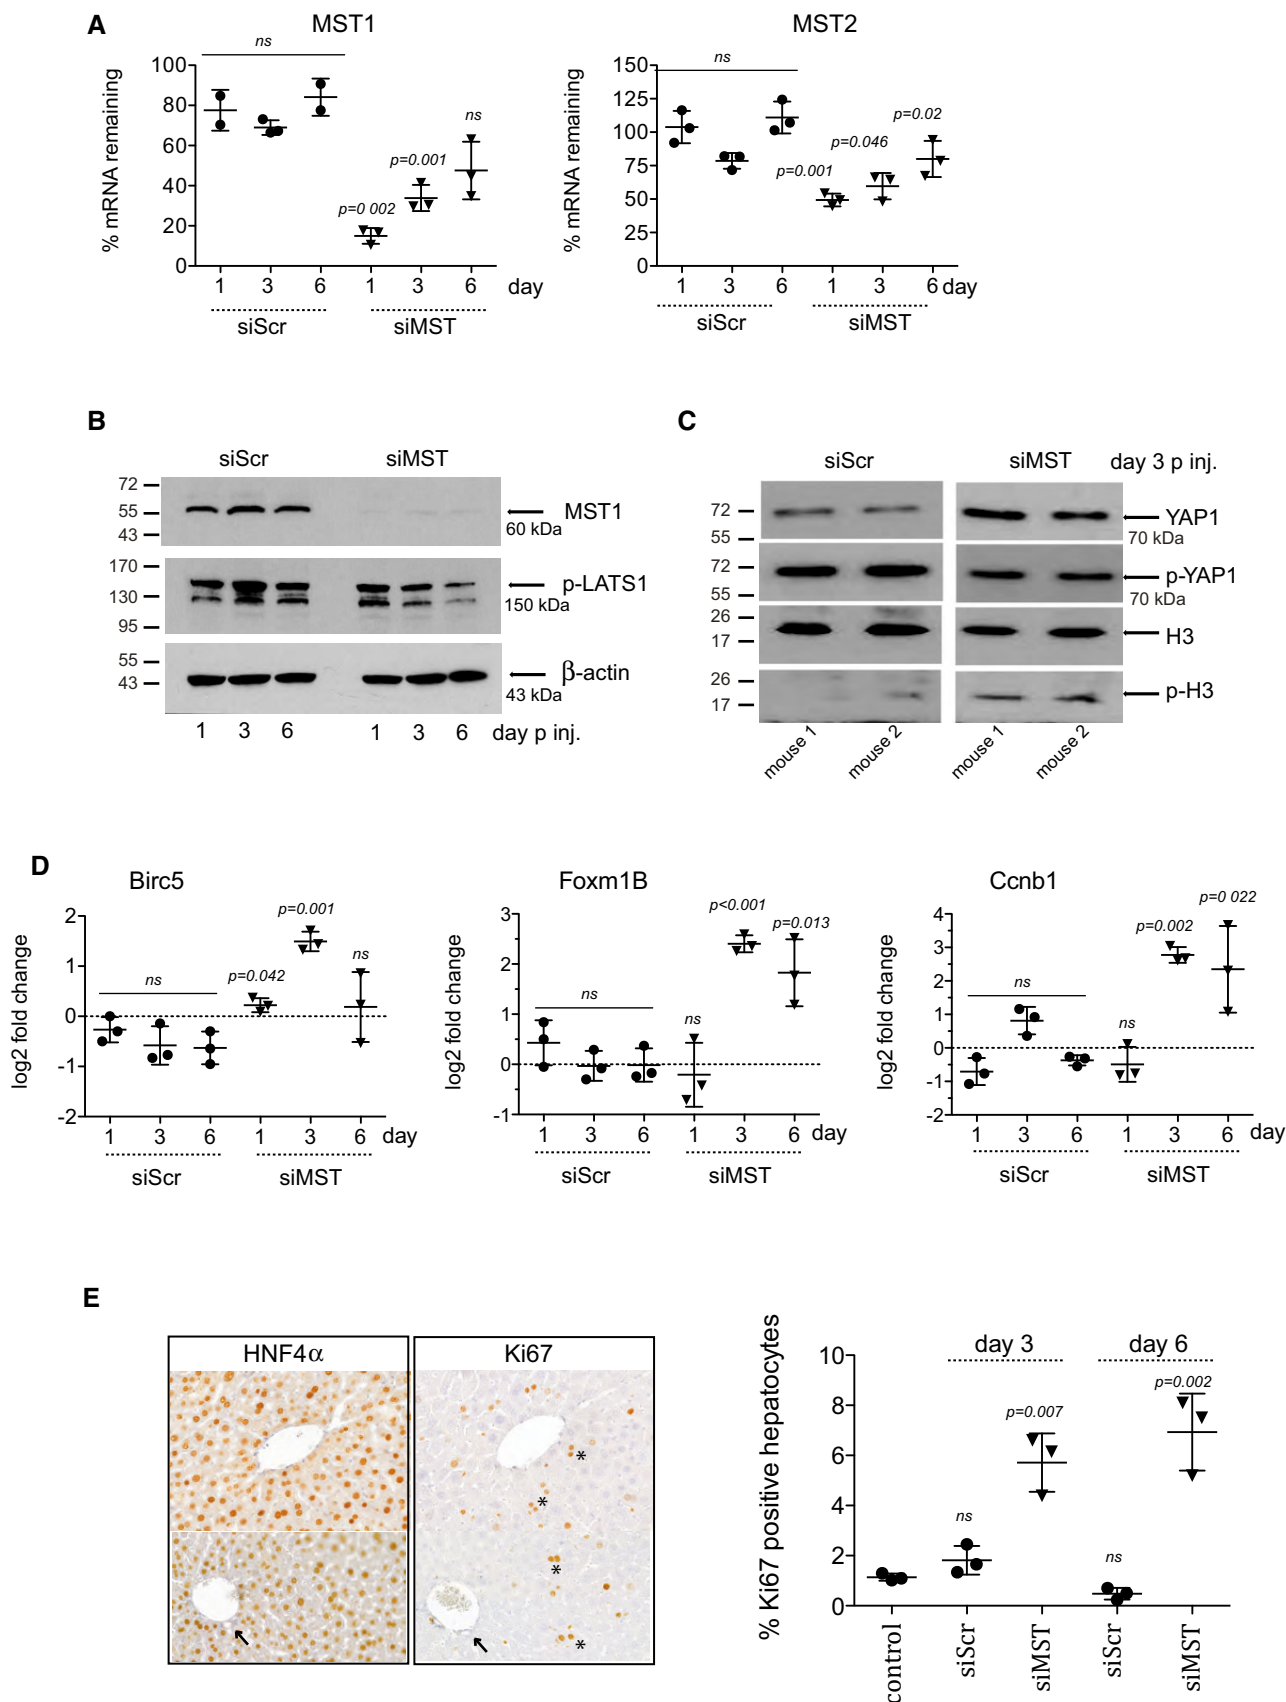 A
MST1
MST2
% mRNA remaining
100
80
60
40
20
0
ns
p=0 002
p=0.001
ns
1 3 6 1 3 6 day
siScr siMST
% mRNA remaining
150
125
100
75
50
25
0
ns
p=0.001
p=0.046
p=0.02
1 3 6 1 3 6 day
siScr siMST
B
siScr siMST
72
55
43
MST1
60 kDa
170
130
95
p-LATS1
150 kDa
55
43
β-actin
43 kDa
1 3 6 1 3 6 day p inj.
C
siScr siMST day 3 p inj.
72
55
YAP1
70 kDa
72
55
p-YAP1
70 kDa
26
17
H3
26
17
p-H3
mouse 1 mouse 2 mouse 1 mouse 2
D
Birc5
log2 fold change
2
1
0
-1
-2
ns
p=0.042
p=0.001
ns
1 3 6 1 3 6 day
siScr siMST
Foxm1B
log2 fold change
3
2
1
0
-1
ns
ns
p<0.001
p=0.013
1 3 6 1 3 6 day
siScr siMST
Ccnb1
log2 fold change
4
3
2
1
0
-1
-2
ns
ns
p=0.002
p=0 022
1 3 6 1 3 6 day
siScr siMST
E
HNF4α Ki67
*
*
*
*
% Ki67 positive hepatocytes
10
8
6
4
2
0
day 3 day 6
ns
p=0.007
ns
p=0.002
control siScr siMST siScr siMST